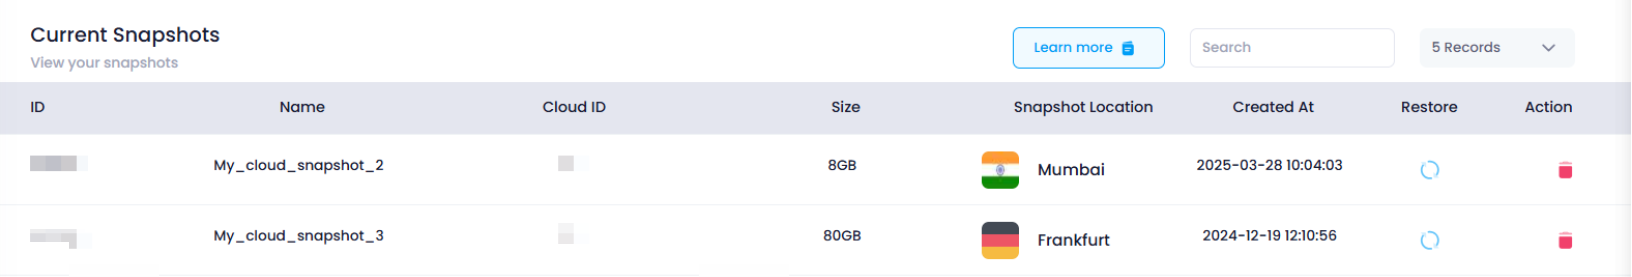 Current Snapshots
View your snapshots
Learn more
Search
5 Records
ID Name Cloud ID Size Snapshot Location Created At Restore Action
My_cloud_snapshot_2 8GB Mumbai 2025-03-28 10:04:03
My_cloud_snapshot_3 80GB Frankfurt 2024-12-19 12:10:56